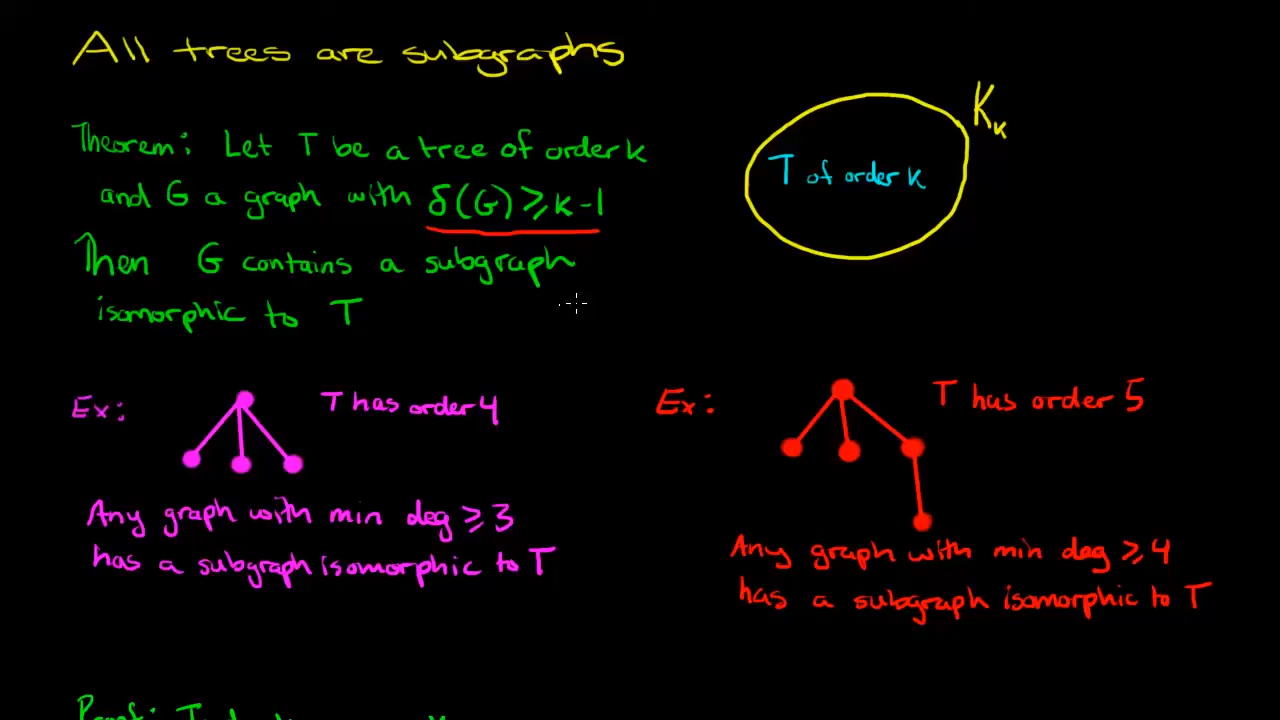 All trees are subgraphs
Theorem: Let T be a tree of order k
and G a graph with δ(G) ≥ k-1
Then G contains a subgraph
isomorphic to T
K_k
T of order k
Ex:
T has order 4
Any graph with min deg ≥ 3
has a subgraph isomorphic to T
Ex:
T has order 5
Any graph with min deg ≥ 4
has a subgraph isomorphic to T
Proof: